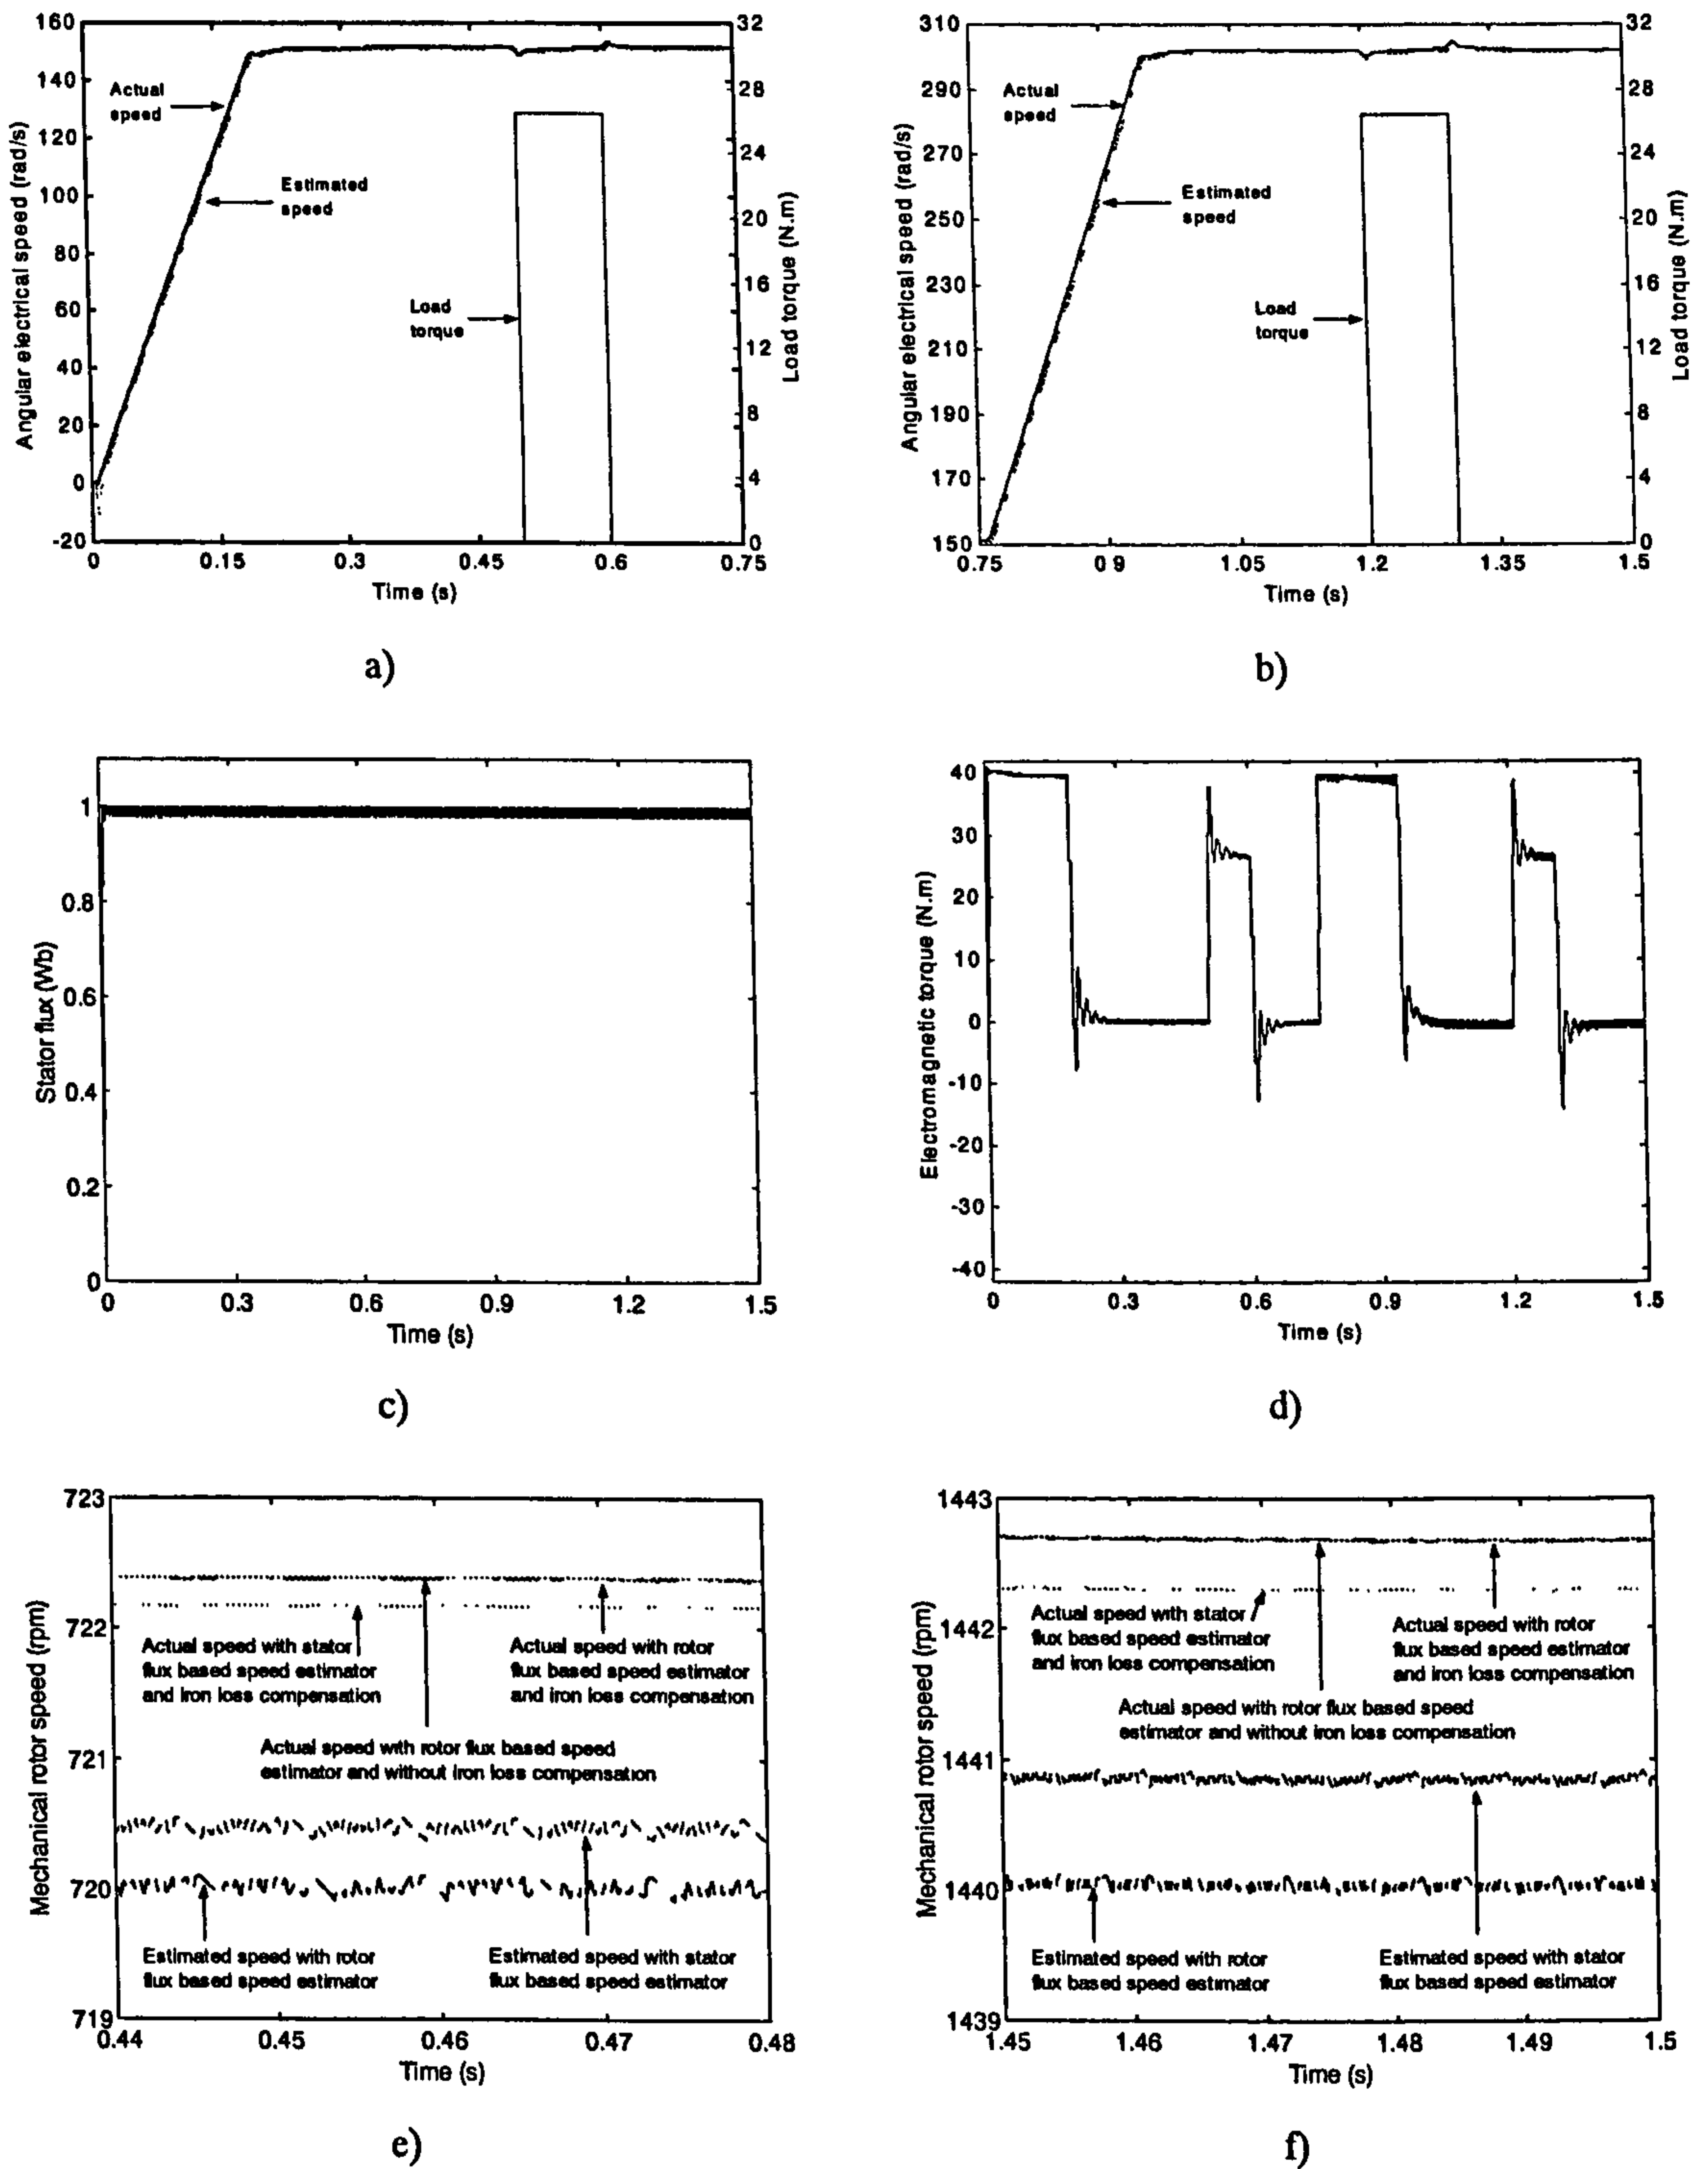 160
140
120
100
80
60
40
20
0
-20
Angular electrical speed (rad/s)
Actual
speed
Estimated
speed
Load
torque
32
28
24
20
16
12
8
4
0
Load torque (N.m)
0
0.15
0.3
0.45
0.6
0.75
Time (s)
a)
310
290
270
250
230
210
190
170
150
Angular electrical speed (rad/s)
Actual
speed
Estimated
speed
Load
torque
32
28
24
20
16
12
8
4
0
Load torque (N.m)
0.75
0.9
1.05
1.2
1.35
1.5
Time (s)
b)
1
0.8
0.6
0.4
0.2
0
Stator flux (Wb)
0
0.3
0.6
0.9
1.2
1.5
Time (s)
c)
40
30
20
10
0
-10
-20
-30
-40
Electromagnetic torque (N.m)
0
0.3
0.6
0.9
1.2
1.5
Time (s)
d)
723
722
721
720
719
Mechanical rotor speed (rpm)
Actual speed with stator
flux based speed estimator
and iron loss compensation
Actual speed with rotor
flux based speed estimator
and iron loss compensation
Actual speed with rotor flux based speed
estimator and without iron loss compensation
Estimated speed with rotor
flux based speed estimator
Estimated speed with stator
flux based speed estimator
0.44
0.45
0.46
0.47
0.48
Time (s)
e)
1443
1442
1441
1440
1439
Mechanical rotor speed (rpm)
Actual speed with stator
flux based speed estimator
and iron loss compensation
Actual speed with rotor
flux based speed estimator
and iron loss compensation
Actual speed with rotor flux based speed
estimator and without iron loss compensation
Estimated speed with rotor
flux based speed estimator
Estimated speed with stator
flux based speed estimator
1.45
1.46
1.47
1.48
1.49
1.5
Time (s)
f)